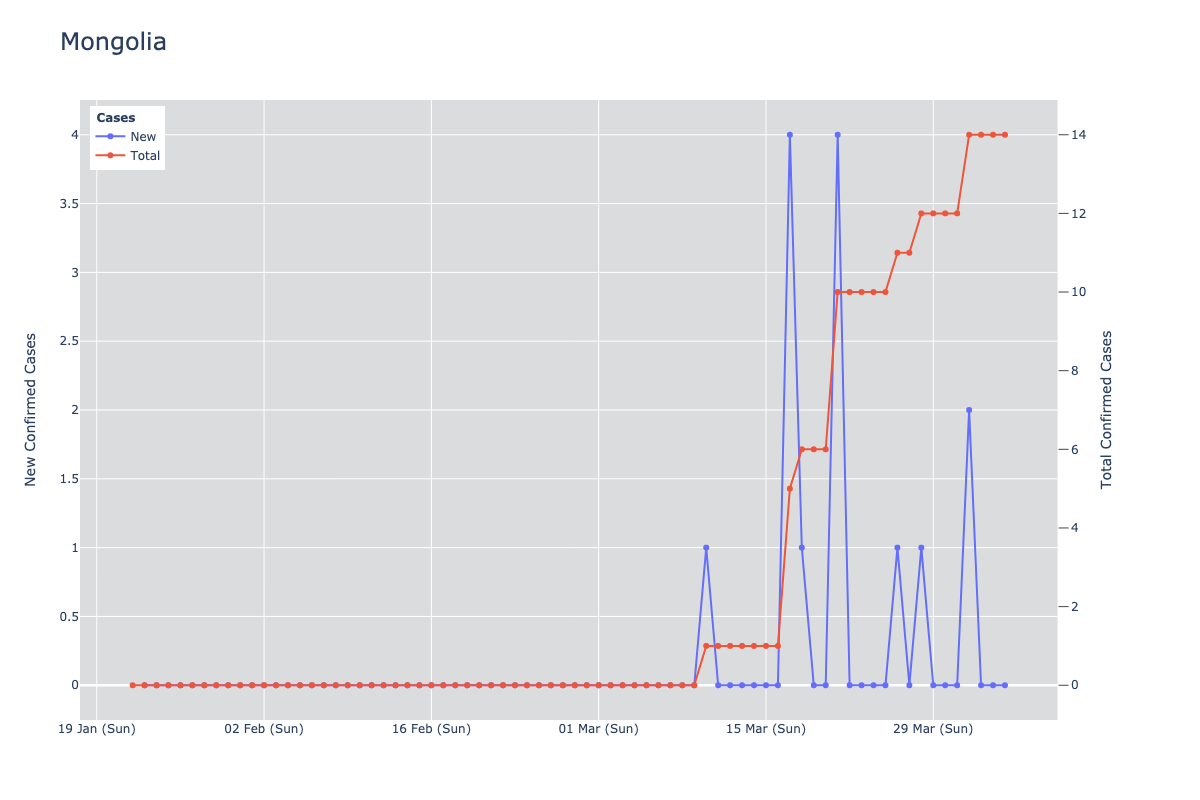 Mongolia
Cases
New
Total
4
3.5
3
2.5
2
1.5
1
0.5
0
New Confirmed Cases
14
12
10
8
6
4
2
0
Total Confirmed Cases
19 Jan (Sun)
02 Feb (Sun)
16 Feb (Sun)
01 Mar (Sun)
15 Mar (Sun)
29 Mar (Sun)